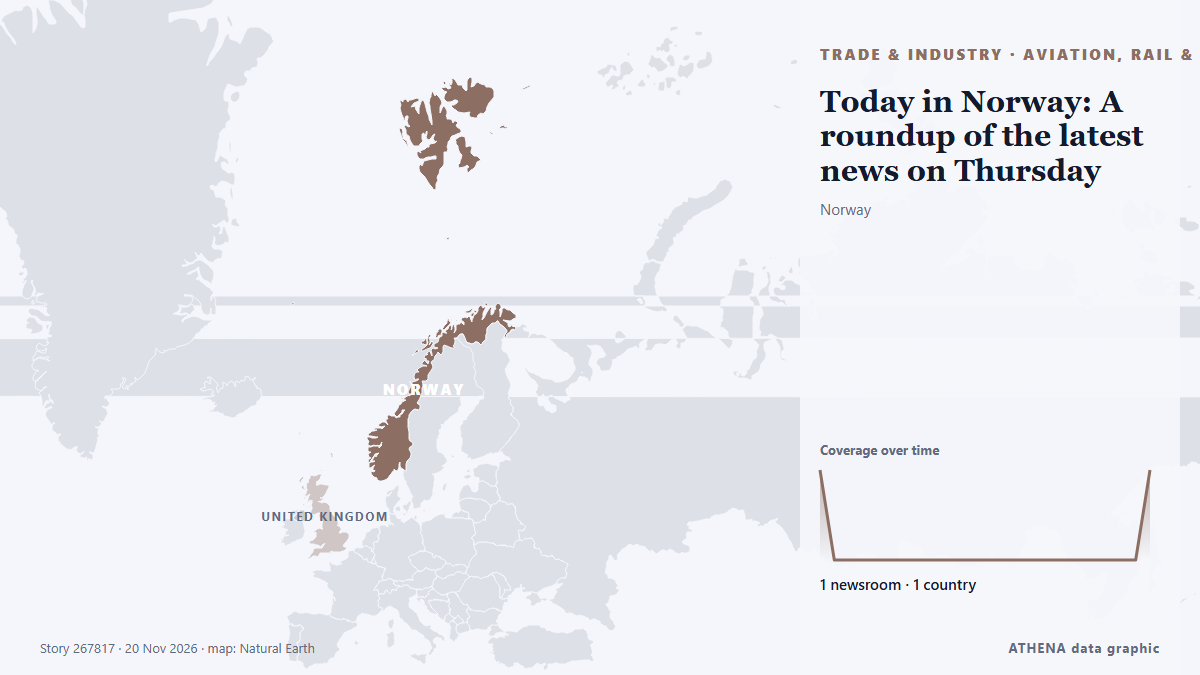 TRADE & INDUSTRY · AVIATION, RAIL &
Today in Norway: A
roundup of the latest
news on Thursday
Norway
NORWAY
UNITED KINGDOM
Coverage over time
1 newsroom · 1 country
Story 267817 · 20 Nov 2026 · map: Natural Earth
ATHENA data graphic